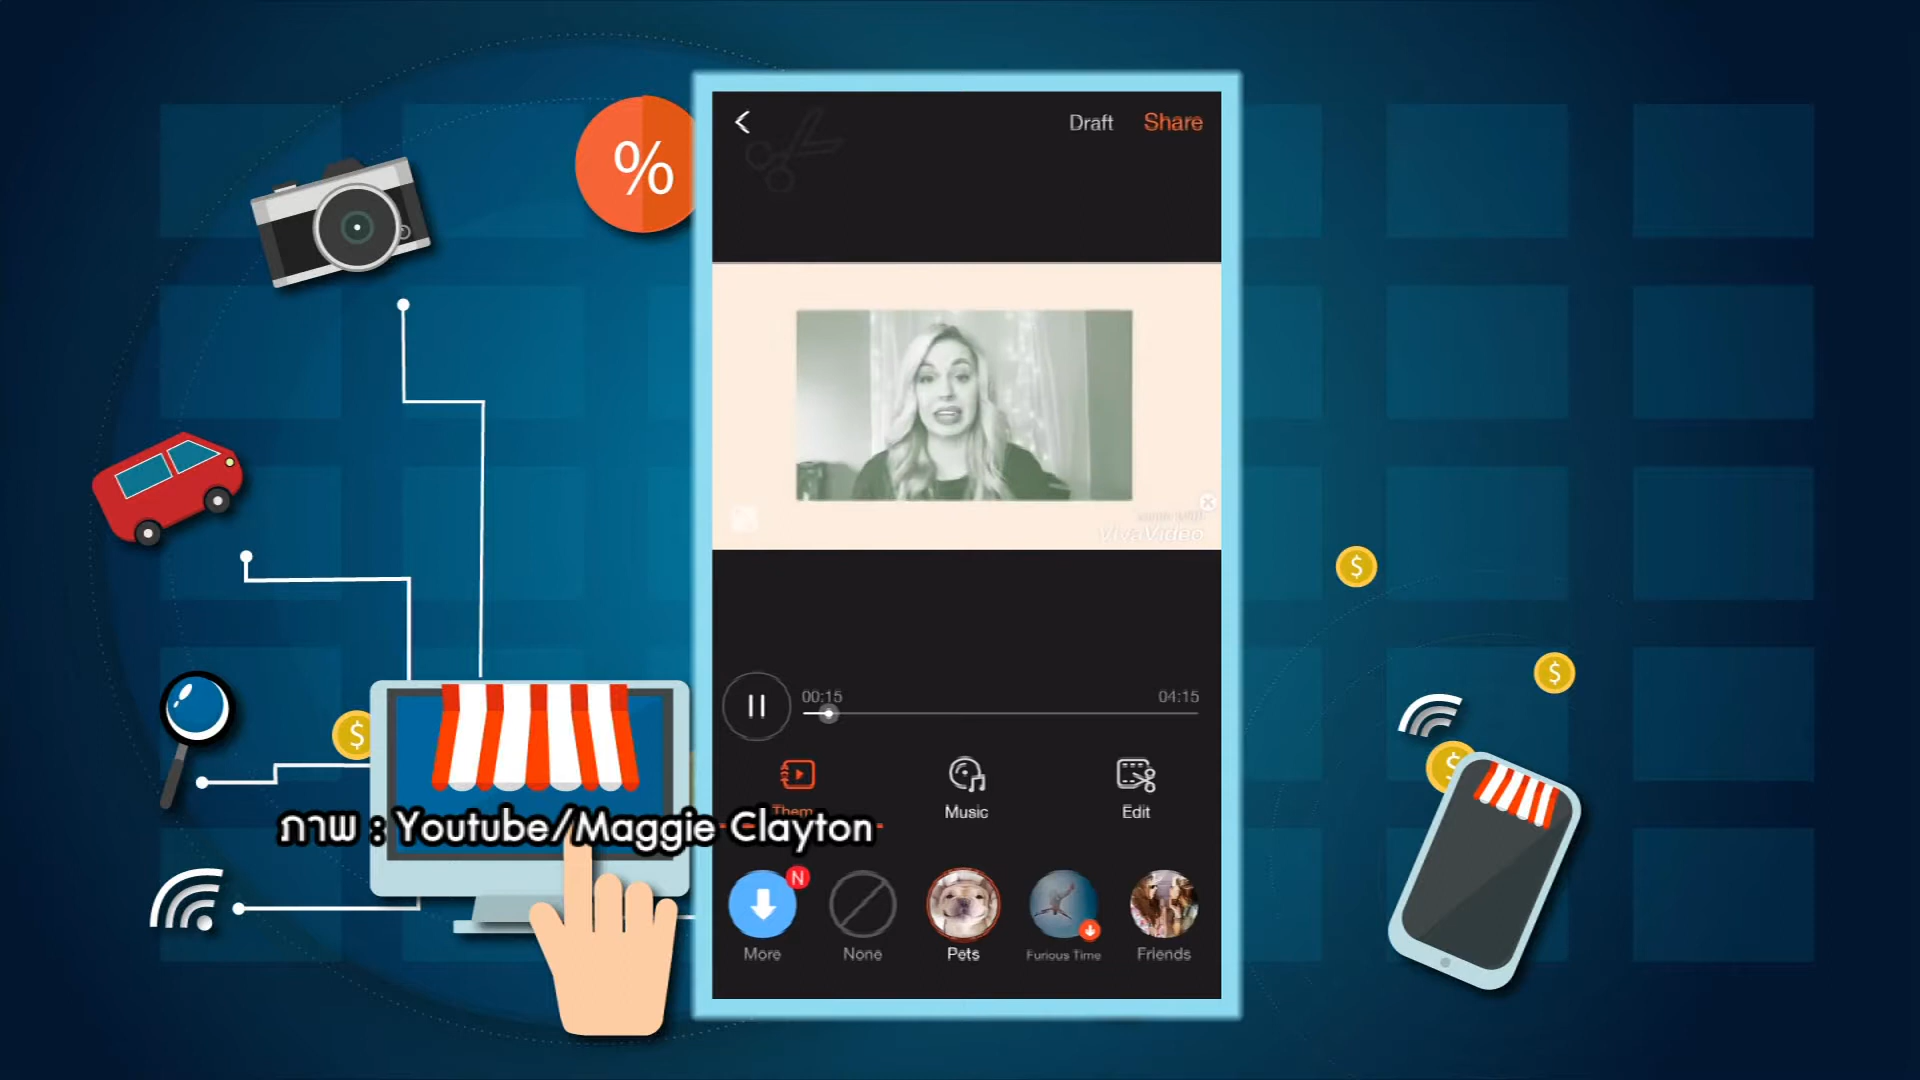 %
Draft Share
VivaVideo
00:15 04:15
Music Edit
ภาพ : Youtube/Maggie Clayton
N
More None Pets Furious Time Friends
$
$
$